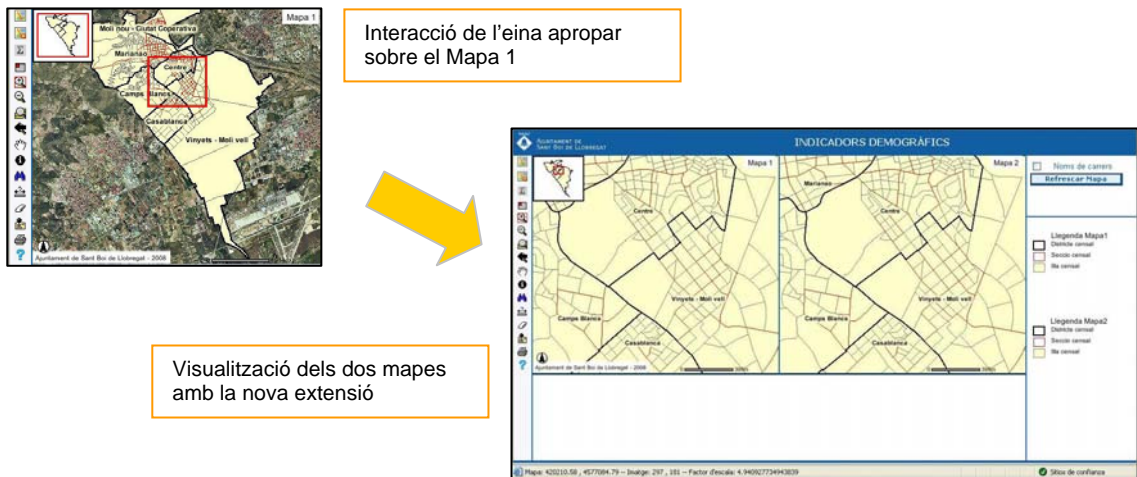 Mapa 1
Molí nou - Ciutat Coperativa
Marianao
Centre
Camps Blancs
Casablanca
Vinyets - Molí vell
Ajuntament de Sant Boi de Llobregat - 2008
Interacció de l'eina apropar
sobre el Mapa 1
AJUNTAMENT DE
SANT BOI DE LLOBREGAT
INDICADORS DEMOGRÀFICS
Mapa 1
Centre
Vinyets - Molí vell
Camps Blancs
Casablanca
Ajuntament de Sant Boi de Llobregat - 2008
Mapa 2
Marianao
Centre
Vinyets - Molí vell
Camps Blancs
Casablanca
Noms de carrers
Refrescar Mapa
Llegenda Mapa1
Districte censal
Secció censal
Illa censal
Llegenda Mapa2
Districte censal
Secció censal
Illa censal
Visualització dels dos mapes
amb la nova extensió
Mapa: 420210.58 , 4577084.79 -- Imatge: 297 , 181 -- Factor d'escala: 4.940927734943839
Sitios de confianza